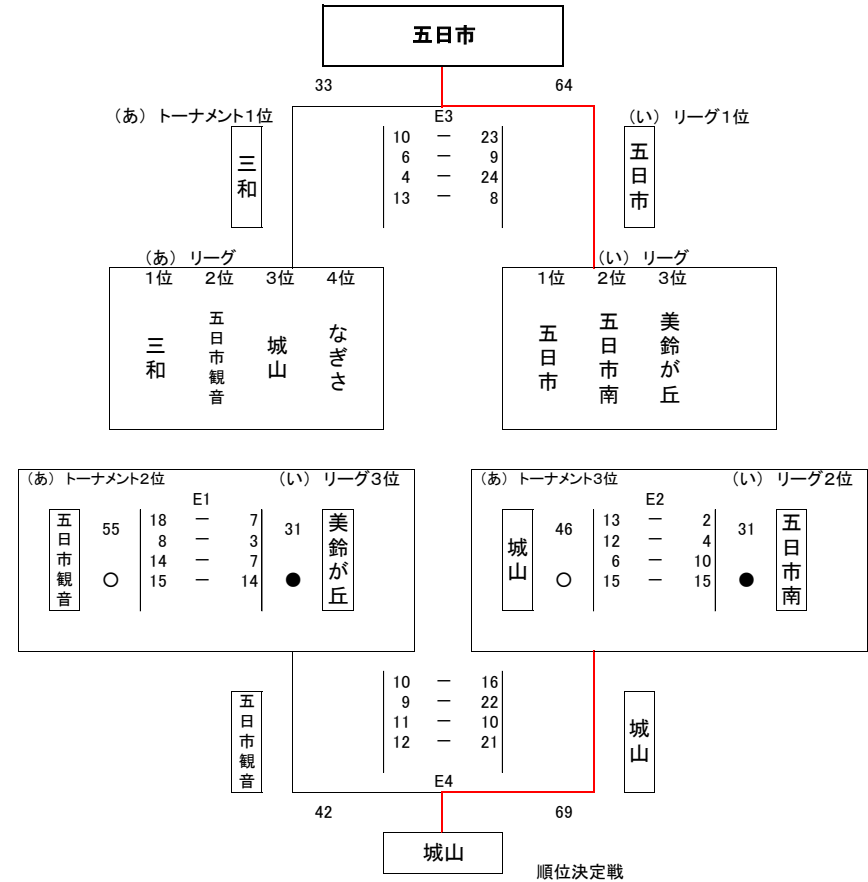 五日市
33 64
(あ) トーナメント1位 E3 (い) リーグ1位
三和
10 ー 23
6 ー 9
4 ー 24
13 ー 8
五日市
(あ) リーグ
1位 2位 3位 4位
三和
五日市観音
城山
なぎさ
(い) リーグ
1位 2位 3位
五日市
五日市南
美鈴が丘
(あ) トーナメント2位 (い) リーグ3位
E1
五日市観音
55
○
18 ー 7
8 ー 3
14 ー 7
15 ー 14
31
●
美鈴が丘
(あ) トーナメント3位 (い) リーグ2位
E2
城山
46
○
13 ー 2
12 ー 4
6 ー 10
15 ー 15
31
●
五日市南
五日市観音
10 ー 16
9 ー 22
11 ー 10
12 ー 21
城山
E4
42 69
城山
順位決定戦